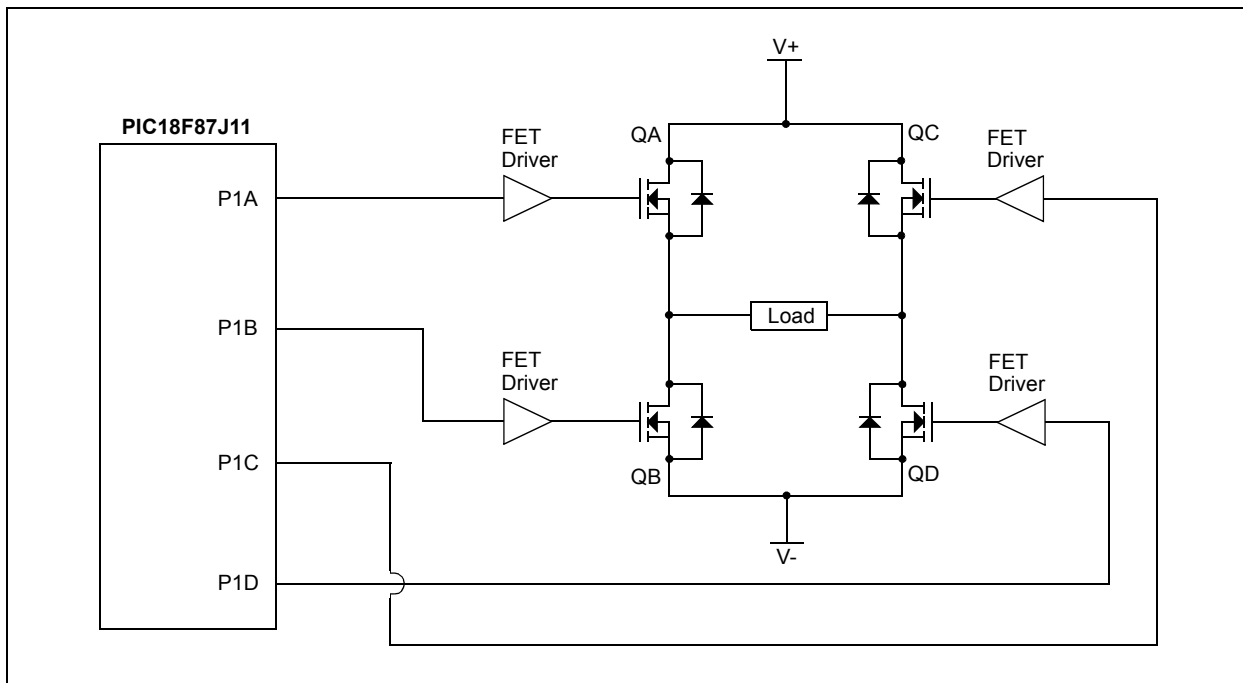 V+
PIC18F87J11
QA
QC
FET
Driver
FET
Driver
P1A
P1B
Load
FET
Driver
FET
Driver
P1C
QB
QD
V-
P1D